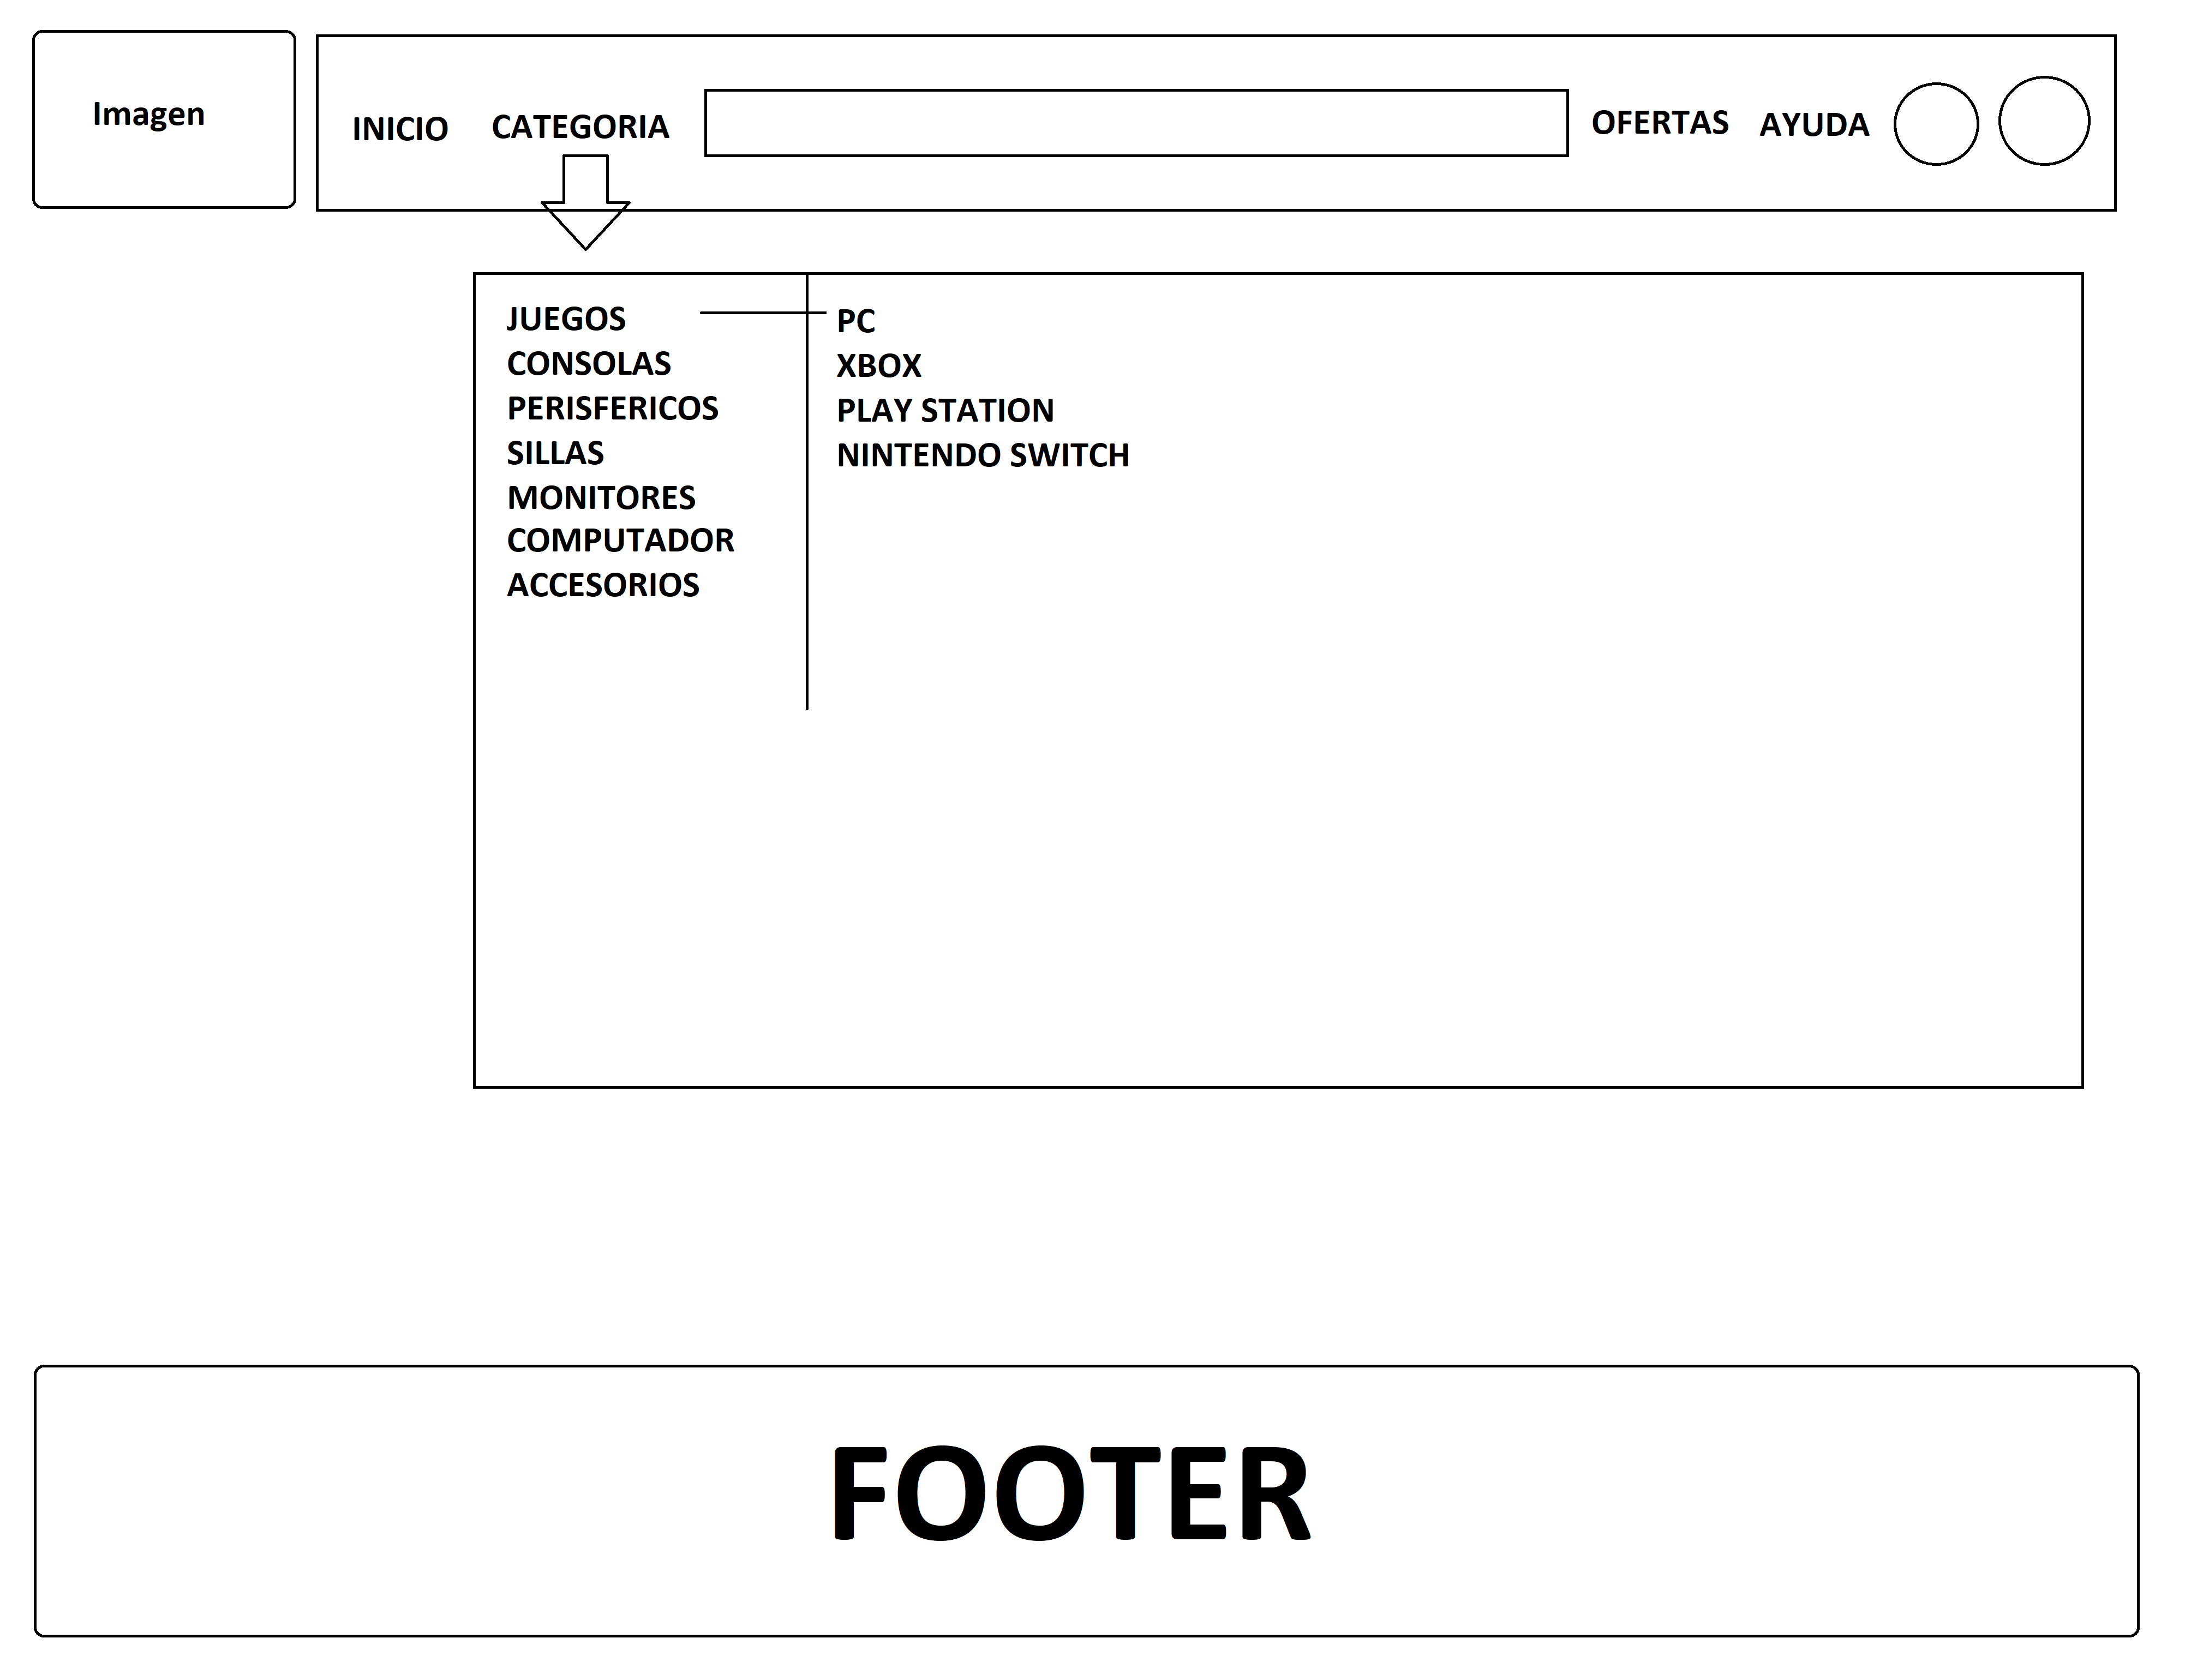 Imagen
INICIO
CATEGORIA
OFERTAS
AYUDA
JUEGOS
CONSOLAS
PERISFERICOS
SILLAS
MONITORES
COMPUTADOR
ACCESORIOS
PC
XBOX
PLAY STATION
NINTENDO SWITCH
FOOTER